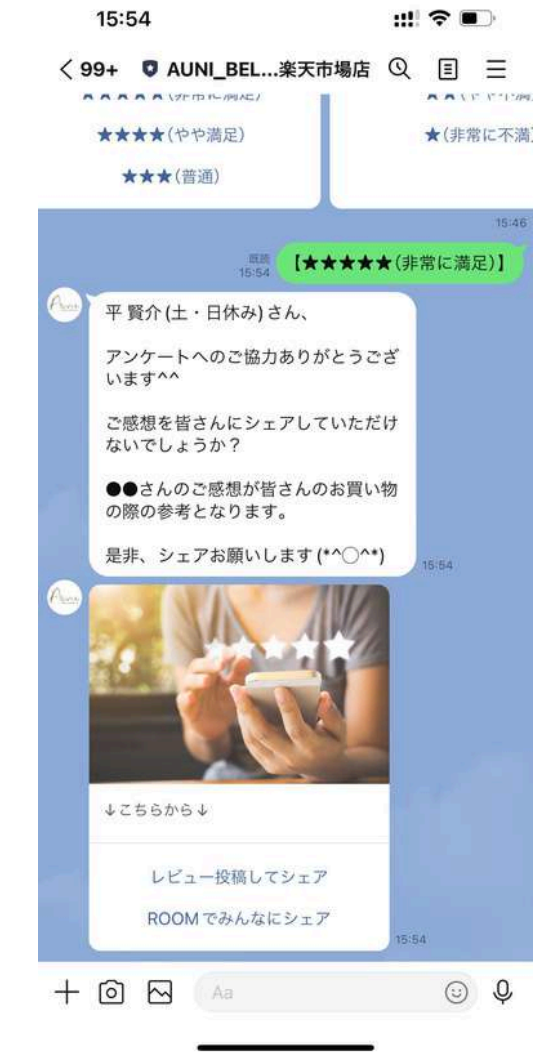 15:54
99+ AUNI_BEL...楽天市場店
★★★★★(非常に満足)
★★★★(やや満足)
★(非常に不満)
★★★(普通)
15:46
既読
15:54
【★★★★★(非常に満足)】
平 賢介(土・日休み)さん、
アンケートへのご協力ありがとうござ
います^^
ご感想を皆さんにシェアしていただけ
ないでしょうか?
●●さんのご感想が皆さんのお買い物
の際の参考となります。
是非、シェアお願いします(*^◯^*)
15:54
↓こちらから↓
レビュー投稿してシェア
ROOMでみんなにシェア
15:54
Aa